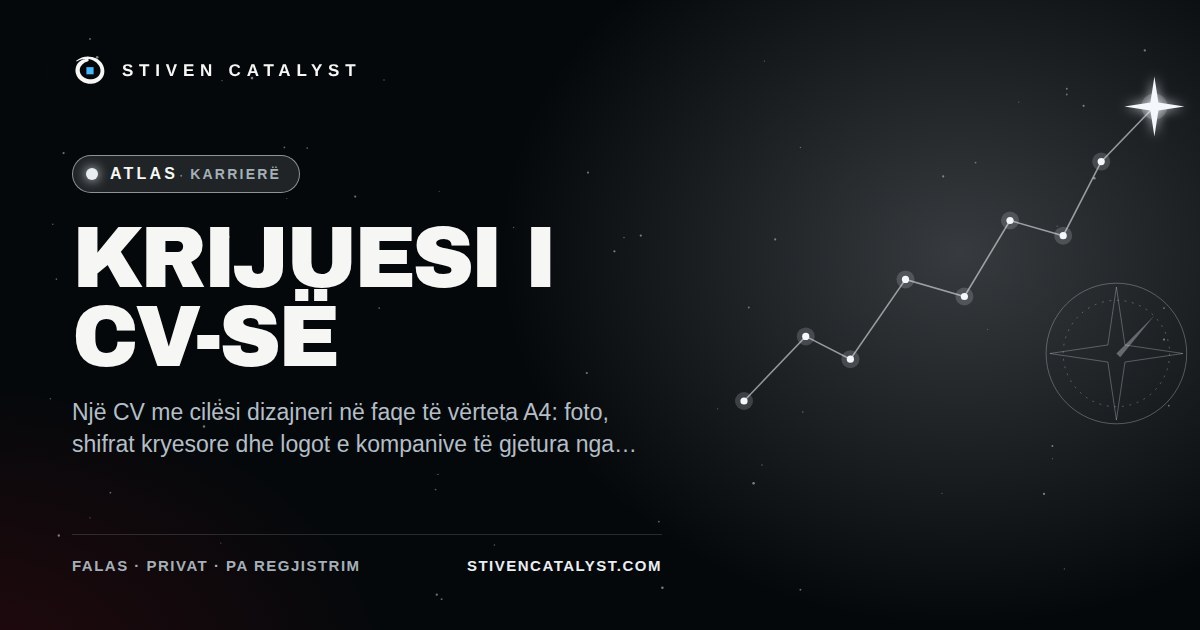 STIVEN CATALYST
ATLAS · KARRIERË
KRIJUESI I
CV-SË
Një CV me cilësi dizajneri në faqe të vërteta A4: foto,
shifrat kryesore dhe logot e kompanive të gjetura nga…
FALAS · PRIVAT · PA REGJISTRIM
STIVENCATALYST.COM